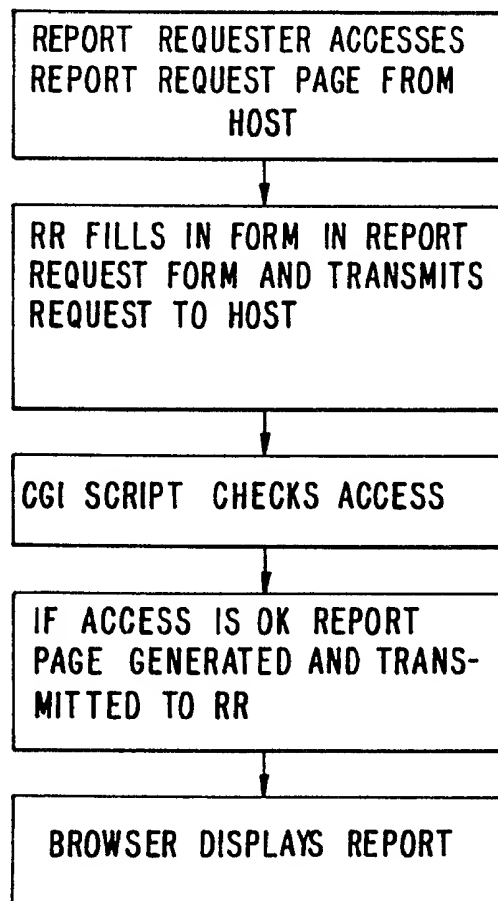 REPORT REQUESTER ACCESSES
REPORT REQUEST PAGE FROM
HOST
RR FILLS IN FORM IN REPORT
REQUEST FORM AND TRANSMITS
REQUEST TO HOST
CGI SCRIPT CHECKS ACCESS
IF ACCESS IS OK REPORT
PAGE GENERATED AND TRANS-
MITTED TO RR
BROWSER DISPLAYS REPORT